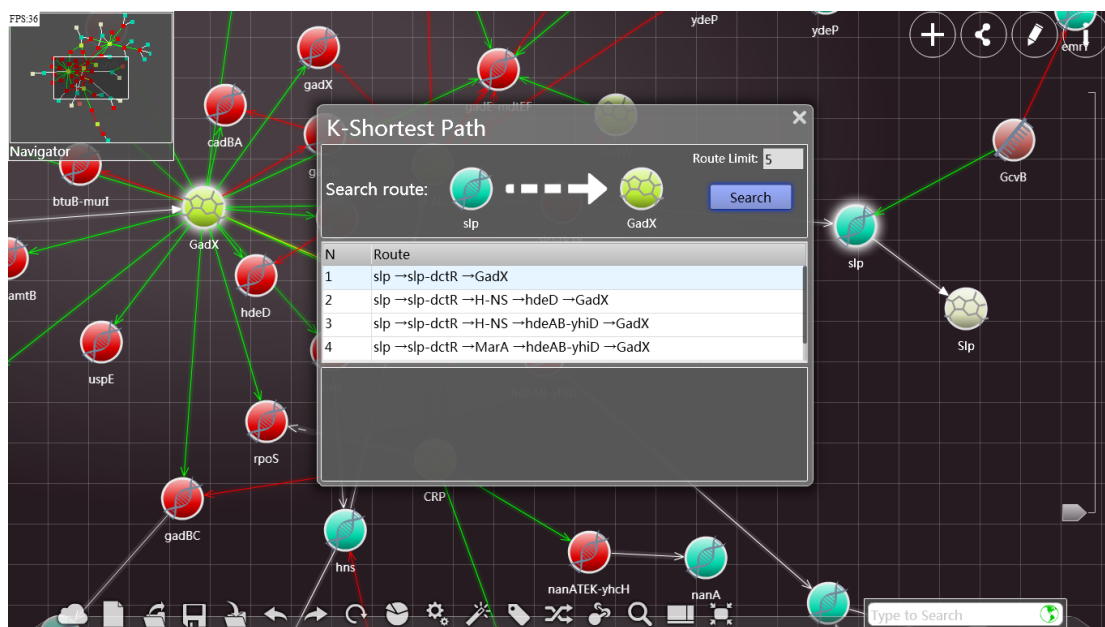 FPS:36
Navigator
ydeP
ydeP
emrY
gadX
gadE-mdtEF
cadBA
btuB-murI
GadX
amtB
hdeD
uspE
rpoS
gadBC
hns
CRP
nanATEK-yhcH
nanA
GcvB
slp
Slp
K-Shortest Path
Route Limit: 5
Search route:
slp
GadX
Search
N Route
1 slp →slp-dctR →GadX
2 slp →slp-dctR →H-NS →hdeD →GadX
3 slp →slp-dctR →H-NS →hdeAB-yhiD →GadX
4 slp →slp-dctR →MarA →hdeAB-yhiD →GadX
Type to Search